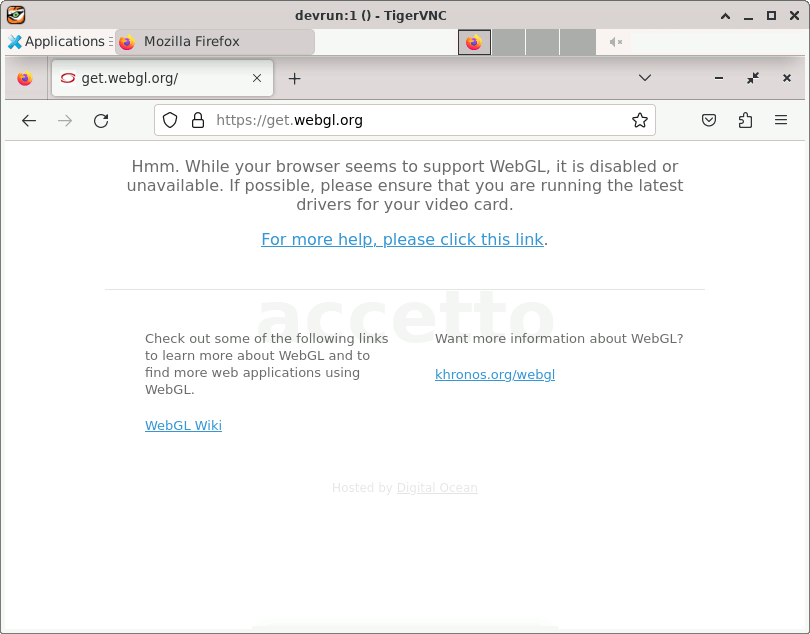 devrun:1 () - TigerVNC
Applications
Mozilla Firefox
get.webgl.org/
https://get.webgl.org
Hmm. While your browser seems to support WebGL, it is disabled or
unavailable. If possible, please ensure that you are running the latest
drivers for your video card.
For more help, please click this link.
accetto
Check out some of the following links
to learn more about WebGL and to
find more web applications using
WebGL.
WebGL Wiki
Want more information about WebGL?
khronos.org/webgl
Hosted by Digital Ocean